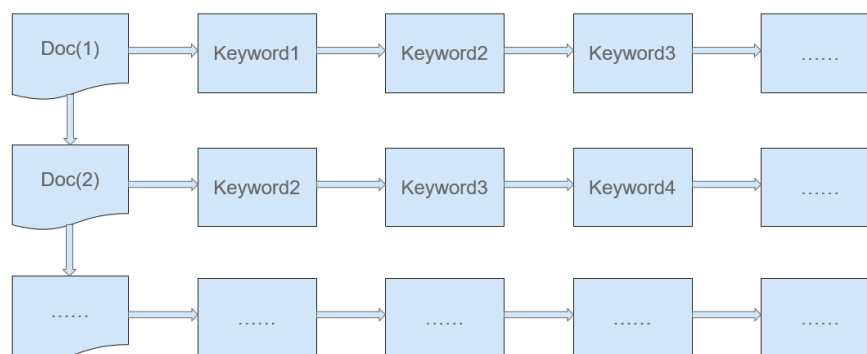 Doc(1) Keyword1 Keyword2 Keyword3 ......
Doc(2) Keyword2 Keyword3 Keyword4 ......
...... ...... ...... ...... ......